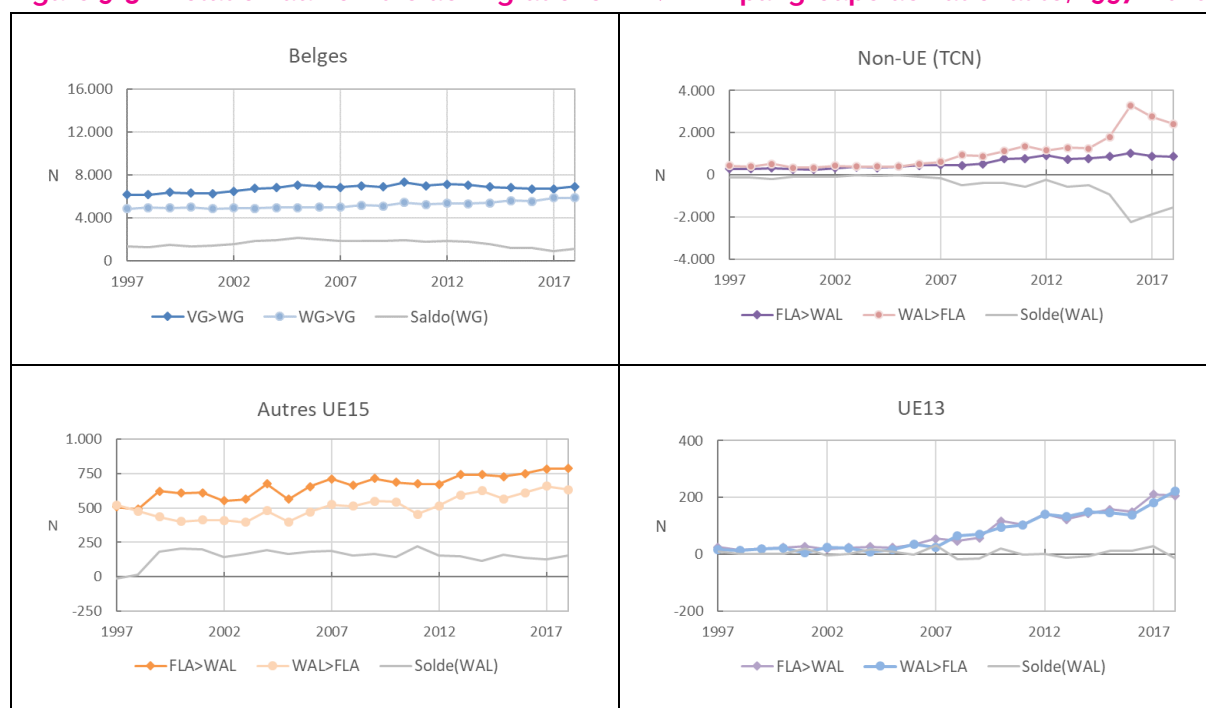 Belges
16.000
12.000
8.000
4.000
0
N
1997 2002 2007 2012 2017
VG>WG WG>VG Saldo(WG)
Non-UE (TCN)
4.000
2.000
0
-2.000
-4.000
N
1997 2002 2007 2012 2017
FLA>WAL WAL>FLA Solde(WAL)
Autres UE15
1.000
750
500
250
0
-250
N
1997 2002 2007 2012 2017
FLA>WAL WAL>FLA Solde(WAL)
UE13
400
200
0
-200
N
1997 2002 2007 2012 2017
FLA>WAL WAL>FLA Solde(WAL)